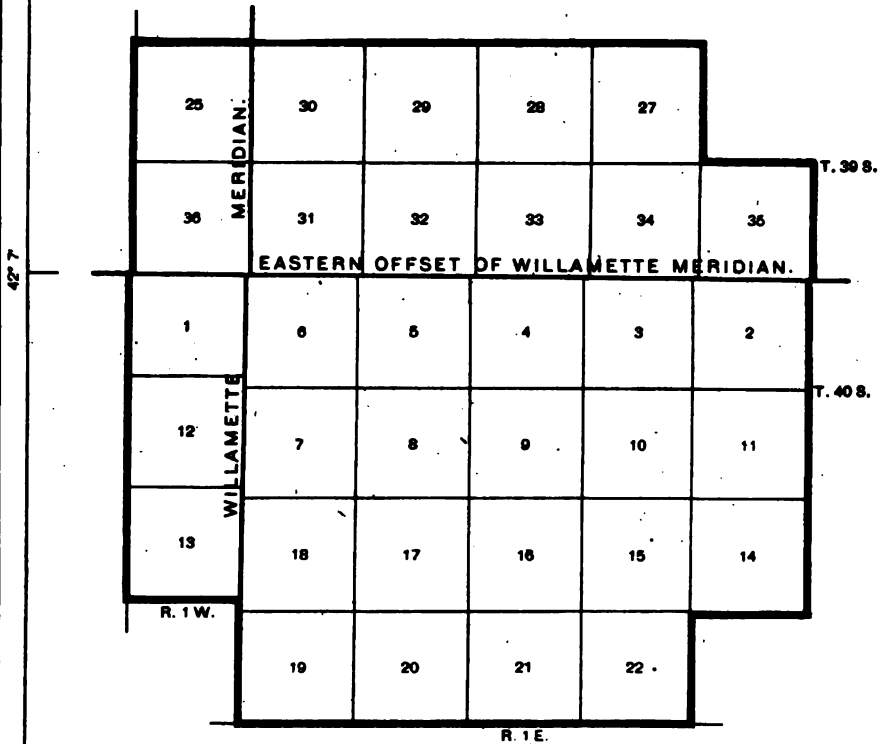 25 30 29 28 27
MERIDIAN.
T. 39 S.
36 31 32 33 34 35
42° 7'
EASTERN OFFSET OF WILLAMETTE MERIDIAN.
1 6 5 4 3 2
T. 40 S.
WILLAMETTE
12 7 8 9 10 11
13 18 17 16 15 14
R. 1 W.
19 20 21 22
R. 1 E.